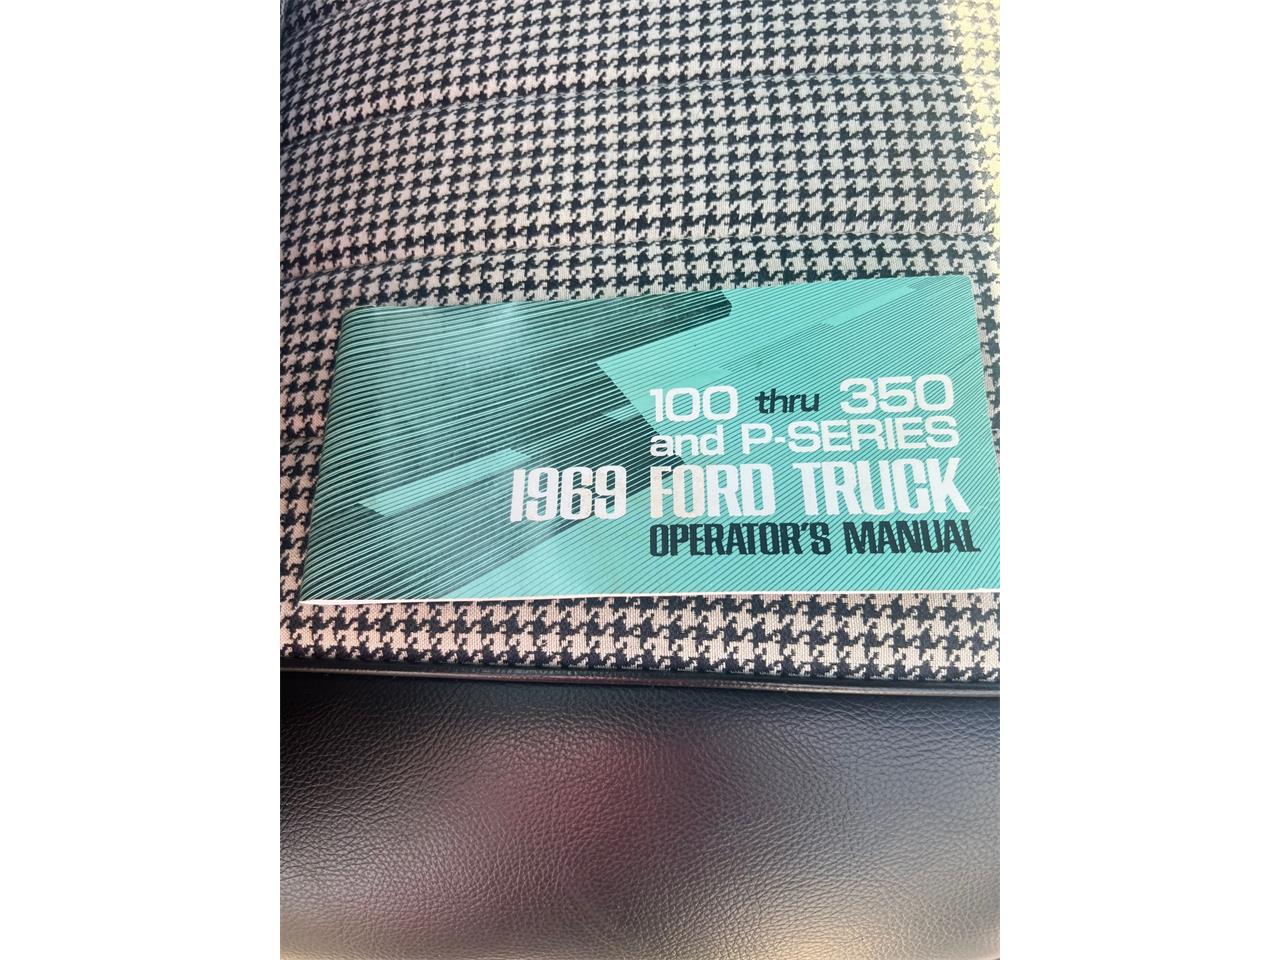 100 thru 350
and P-SERIES
1969 FORD TRUCK
OPERATOR'S MANUAL